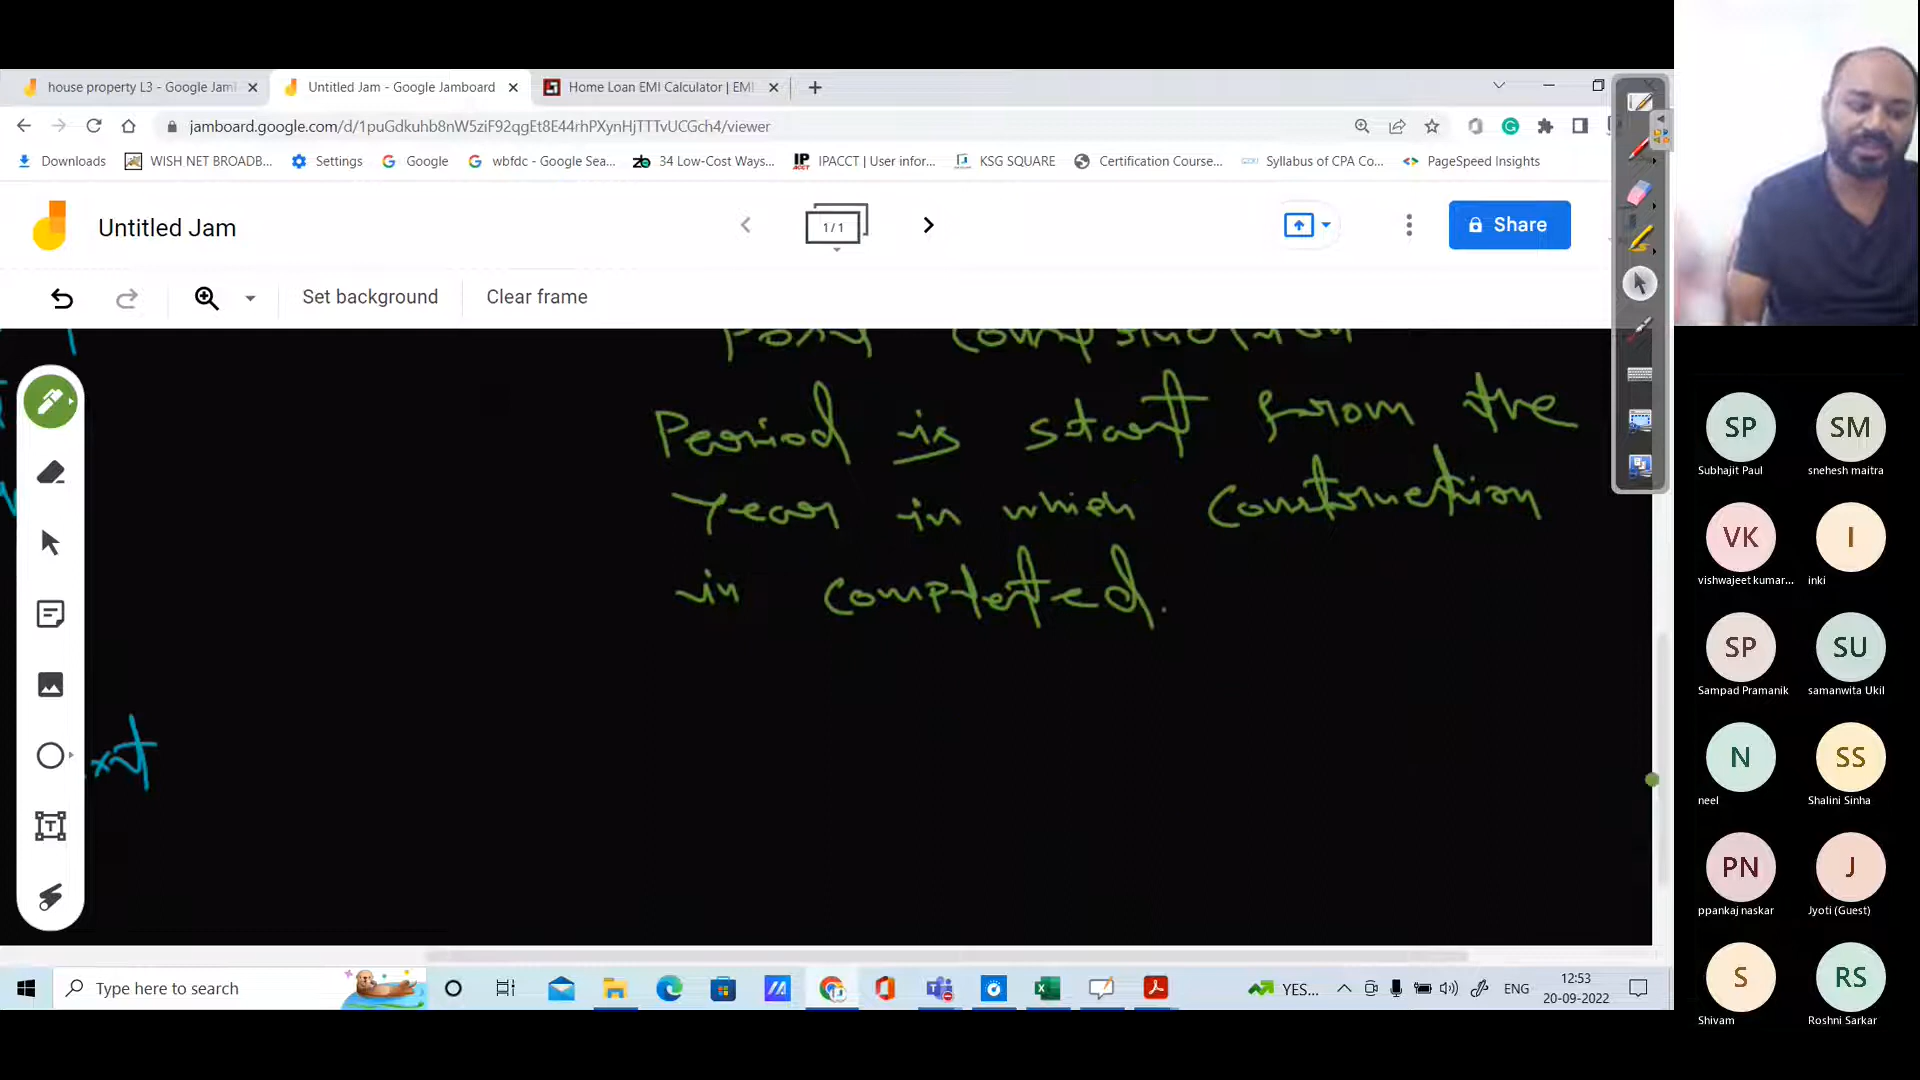 house property L3 - Google Jam
Untitled Jam - Google Jamboard
Home Loan EMI Calculator | EMI
jamboard.google.com/d/1puGdkuhb8nW5ziF92qgEt8E44rhPXynHjTTTvUCGch4/viewer
Downloads
WISH NET BROADB...
Settings
Google
wbfdc - Google Sea...
34 Low-Cost Ways...
IPACCT | User infor...
KSG SQUARE
Certification Course...
Syllabus of CPA Co...
PageSpeed Insights
Untitled Jam
1 / 1
Share
Set background
Clear frame
Period is start from the
Year in which construction
in completed.
xt
SP
SM
Subhajit Paul
snehesh maitra
VK
I
vishwajeet kumar...
inki
SP
SU
Sampad Pramanik
samanwita Ukil
N
SS
neel
Shalini Sinha
PN
J
ppankaj naskar
Jyoti (Guest)
S
RS
Shivam
Roshni Sarkar
Type here to search
YES...
ENG
12:53
20-09-2022